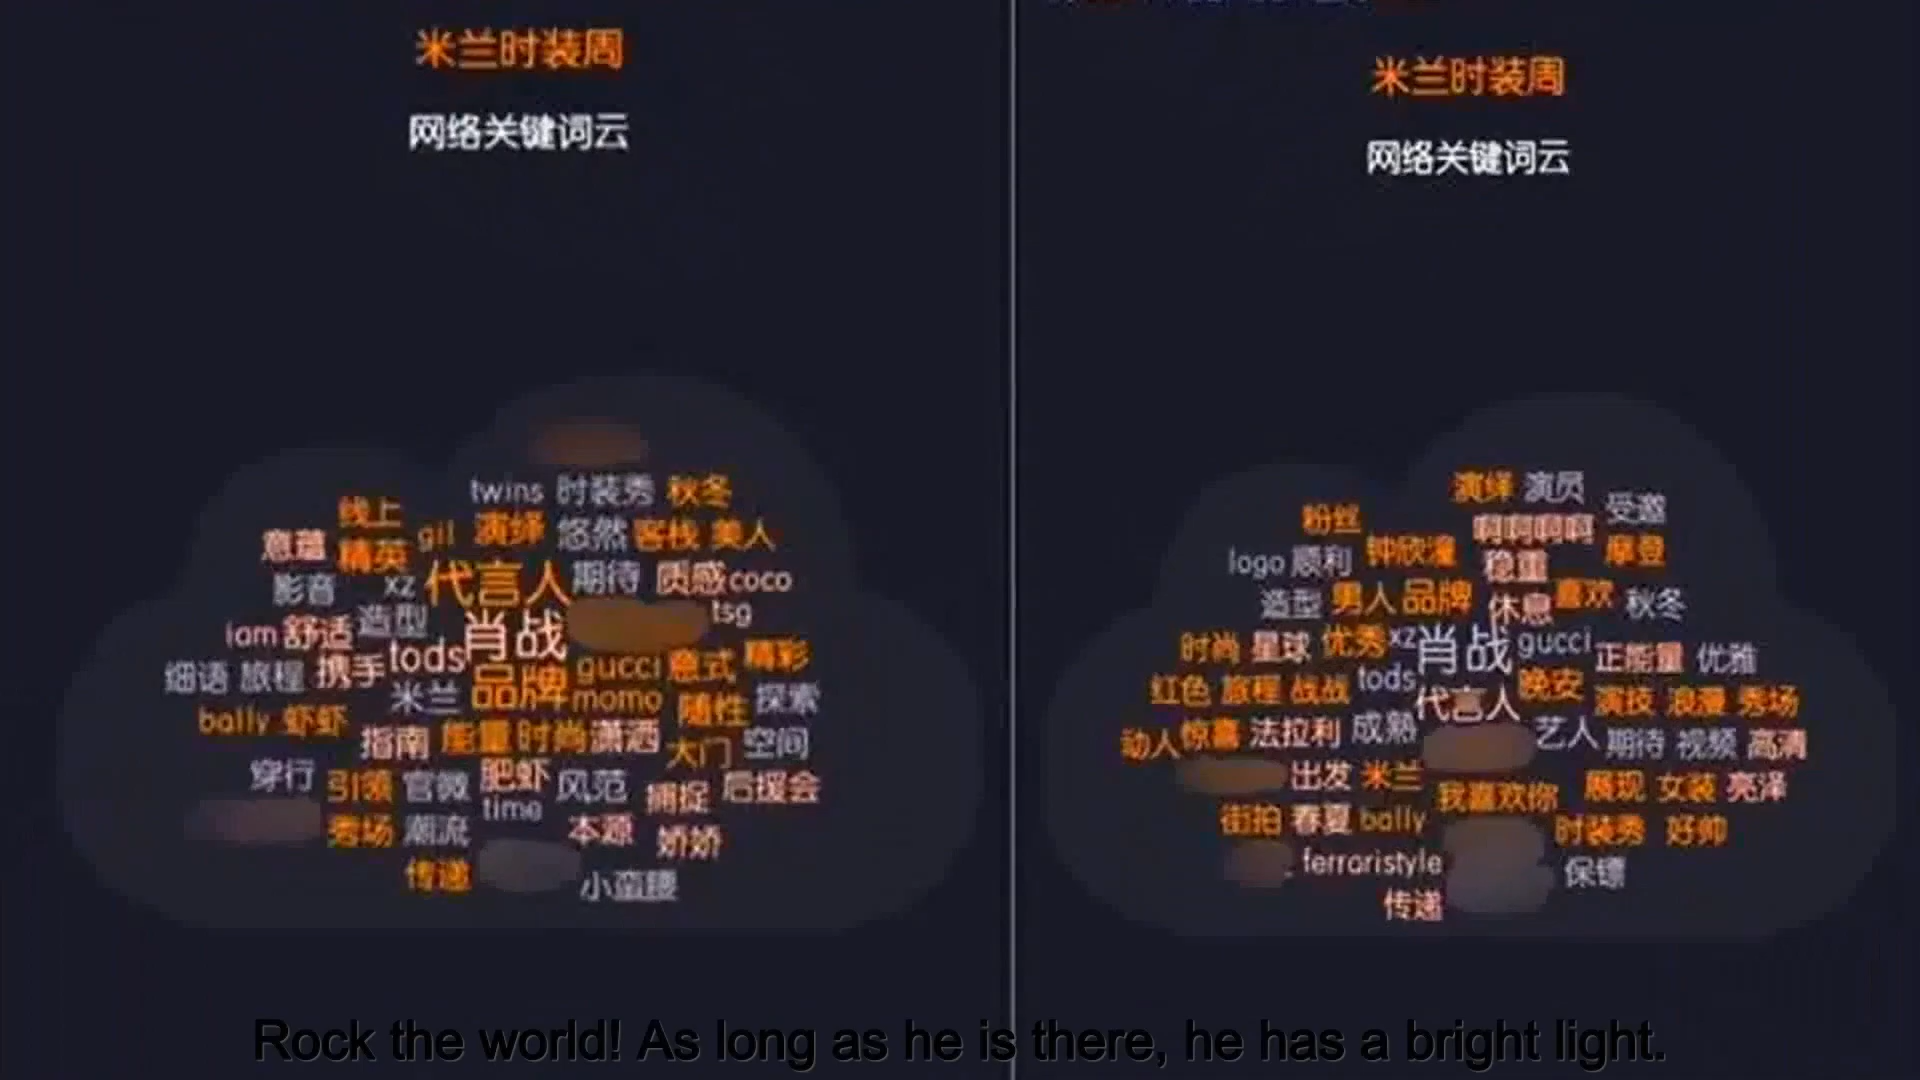 米兰时装周
网络关键词云
twins 时装秀 秋冬
线上 gil 演绎 悠然 客栈 美人
意蕴 精英
影音 xz 代言人 期待 质感 coco
iam 舒适 造型 肖战 tsg
细语 旅程 携手 tods 品牌 gucci 意式 精彩
米兰 momo 随性 探索
bally 虾虾 指南 能量 时尚 潇洒 大门 空间
穿行 引领 官微 肥虾 风范 捕捉 后援会
time
秀场 潮流 本源 娇娇
传递 小蛮腰
米兰时装周
网络关键词云
演绎 演员 受邀
粉丝 啊啊啊啊
logo 顺利 钟欣潼 稳重 摩登
造型 男人 品牌 休息 喜欢 秋冬
时尚 星球 优秀 xz 肖战 gucci 正能量 优雅
红色 旅程 战战 tods 代言人 晚安 演技 浪漫 秀场
动人 惊喜 法拉利 成熟 艺人 期待 视频 高清
出发 米兰 我喜欢你 展现 女装 亮泽
街拍 春夏 bally 时装秀 好帅
ferraristyle 保镖
传递
Rock the world! As long as he is there, he has a bright light.